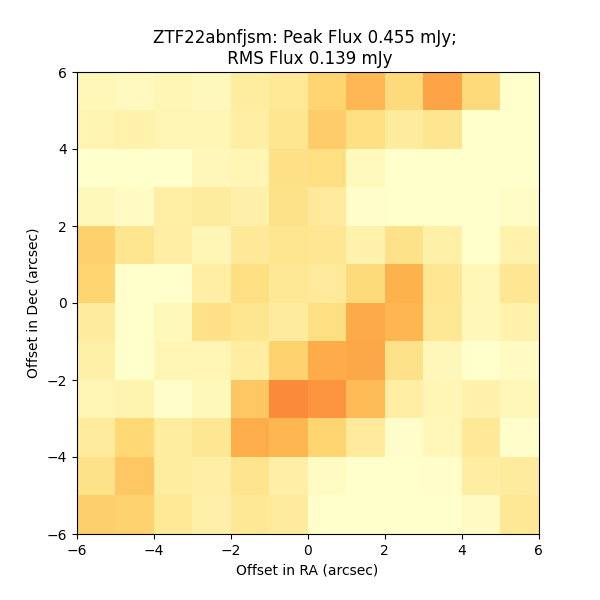 ZTF22abnfjsm: Peak Flux 0.455 mJy;
RMS Flux 0.139 mJy
6
4
2
0
−2
−4
−6
Offset in Dec (arcsec)
−6 −4 −2 0 2 4 6
Offset in RA (arcsec)